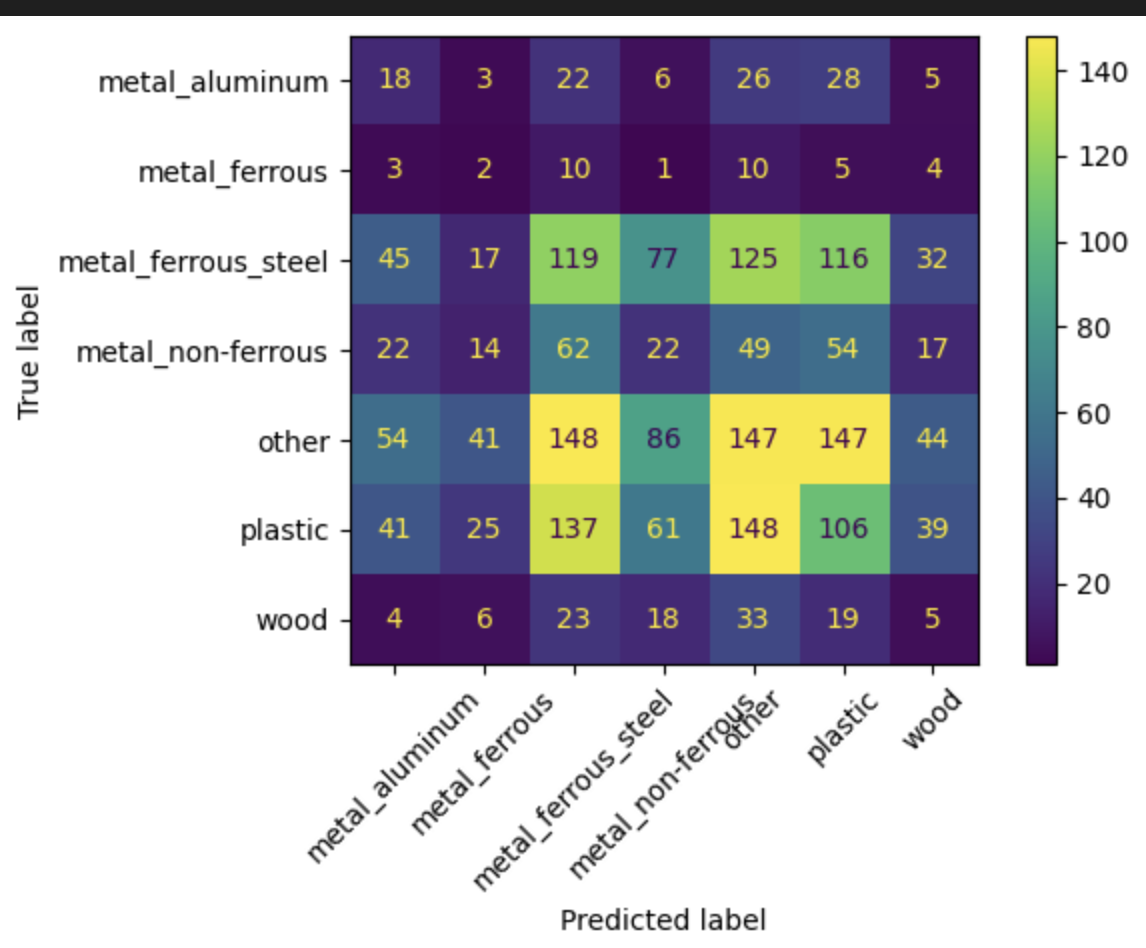 metal_aluminum 18 3 22 6 26 28 5
metal_ferrous 3 2 10 1 10 5 4
metal_ferrous_steel 45 17 119 77 125 116 32
metal_non-ferrous 22 14 62 22 49 54 17
other 54 41 148 86 147 147 44
plastic 41 25 137 61 148 106 39
wood 4 6 23 18 33 19 5
True label
metal_aluminum
metal_ferrous
metal_ferrous_steel
metal_non-ferrous
other
plastic
wood
Predicted label
140
120
100
80
60
40
20